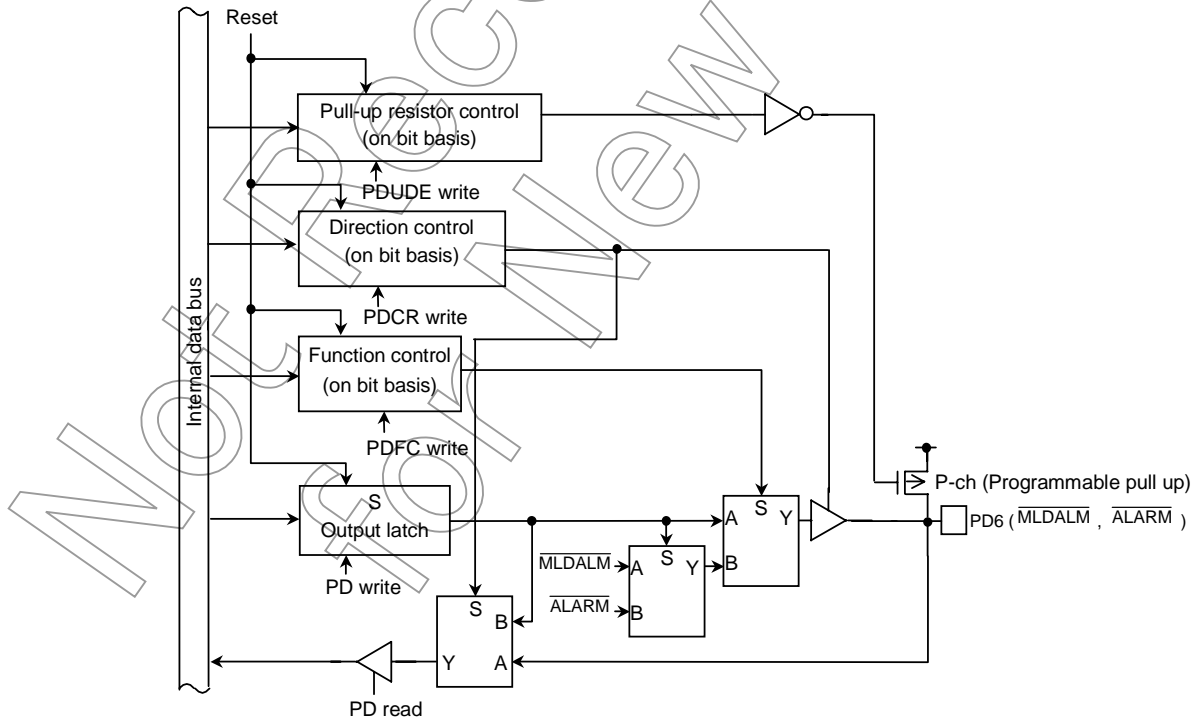 Reset
Pull-up resistor control
(on bit basis)
PDUDE write
Direction control
(on bit basis)
PDCR write
Internal data bus
Function control
(on bit basis)
PDFC write
P-ch (Programmable pull up)
S
Output latch
A S Y
B
PD6 ( MLDALM , ALARM )
MLDALM A S Y
ALARM B
PD write
S
B
Y A
PD read
Not Rec
for New